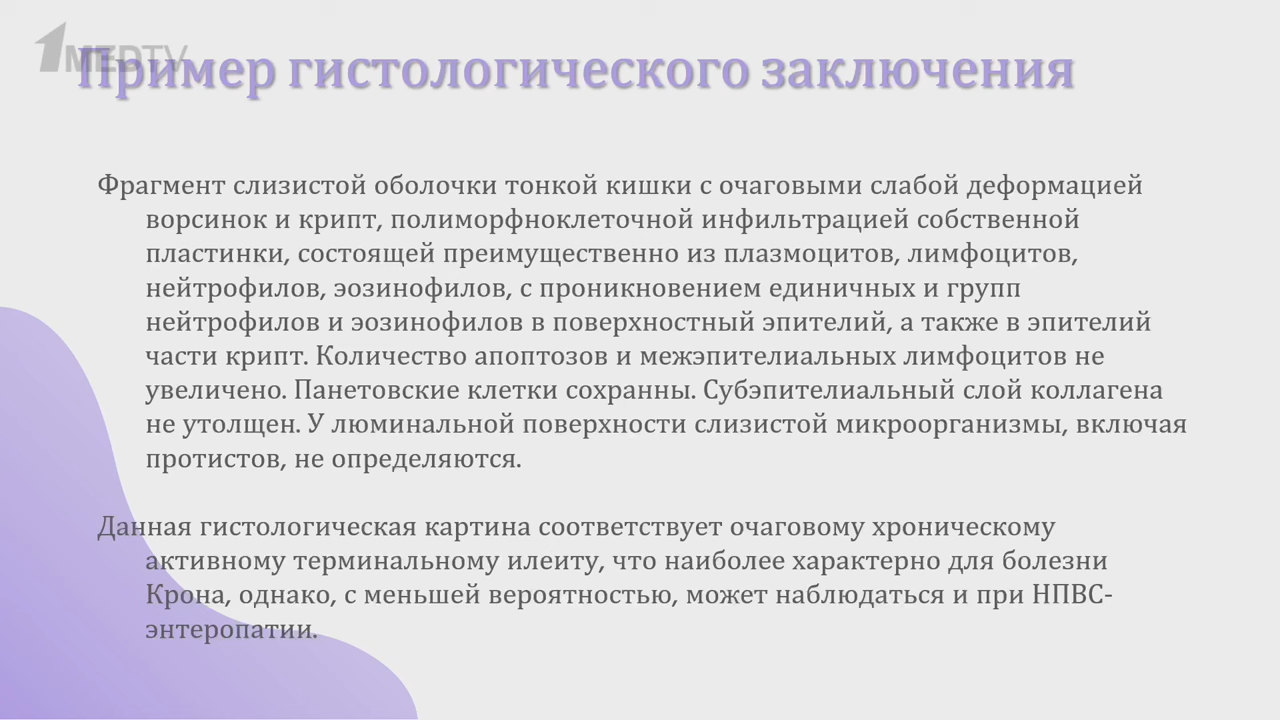 1MEDTV
Пример гистологического заключения
Фрагмент слизистой оболочки тонкой кишки с очаговыми слабой деформацией
ворсинок и крипт, полиморфноклеточной инфильтрацией собственной
пластинки, состоящей преимущественно из плазмоцитов, лимфоцитов,
нейтрофилов, эозинофилов, с проникновением единичных и групп
нейтрофилов и эозинофилов в поверхностный эпителий, а также в эпителий
части крипт. Количество апоптозов и межэпителиальных лимфоцитов не
увеличено. Панетовские клетки сохранны. Субэпителиальный слой коллагена
не утолщен. У люминальной поверхности слизистой микроорганизмы, включая
протистов, не определяются.
Данная гистологическая картина соответствует очаговому хроническому
активному терминальному илеиту, что наиболее характерно для болезни
Крона, однако, с меньшей вероятностью, может наблюдаться и при НПВС-
энтеропатии.